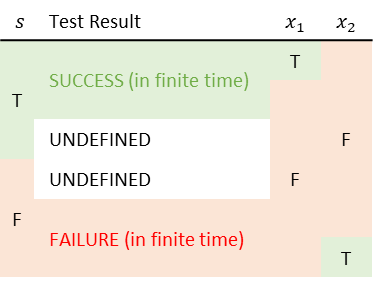 s Test Result x₁ x₂
T
SUCCESS (in finite time)
T
UNDEFINED F
UNDEFINED F
F
FAILURE (in finite time)
T